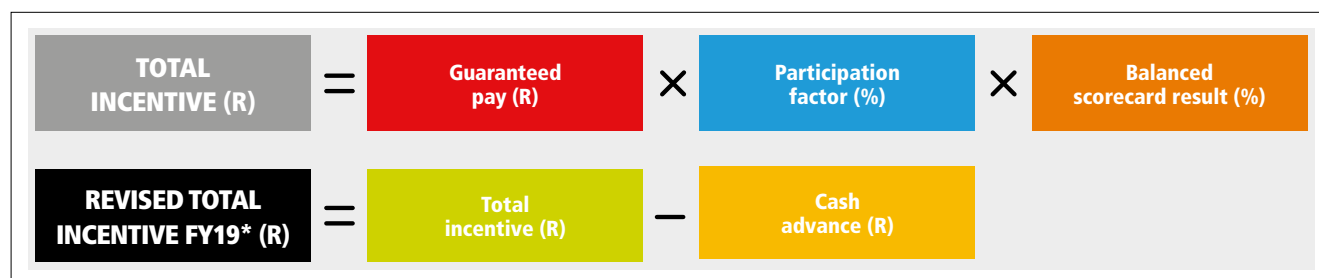 TOTAL
INCENTIVE (R)
=
Guaranteed
pay (R)
×
Participation
factor (%)
×
Balanced
scorecard result (%)
REVISED TOTAL
INCENTIVE FY19* (R)
=
Total
incentive (R)
−
Cash
advance (R)